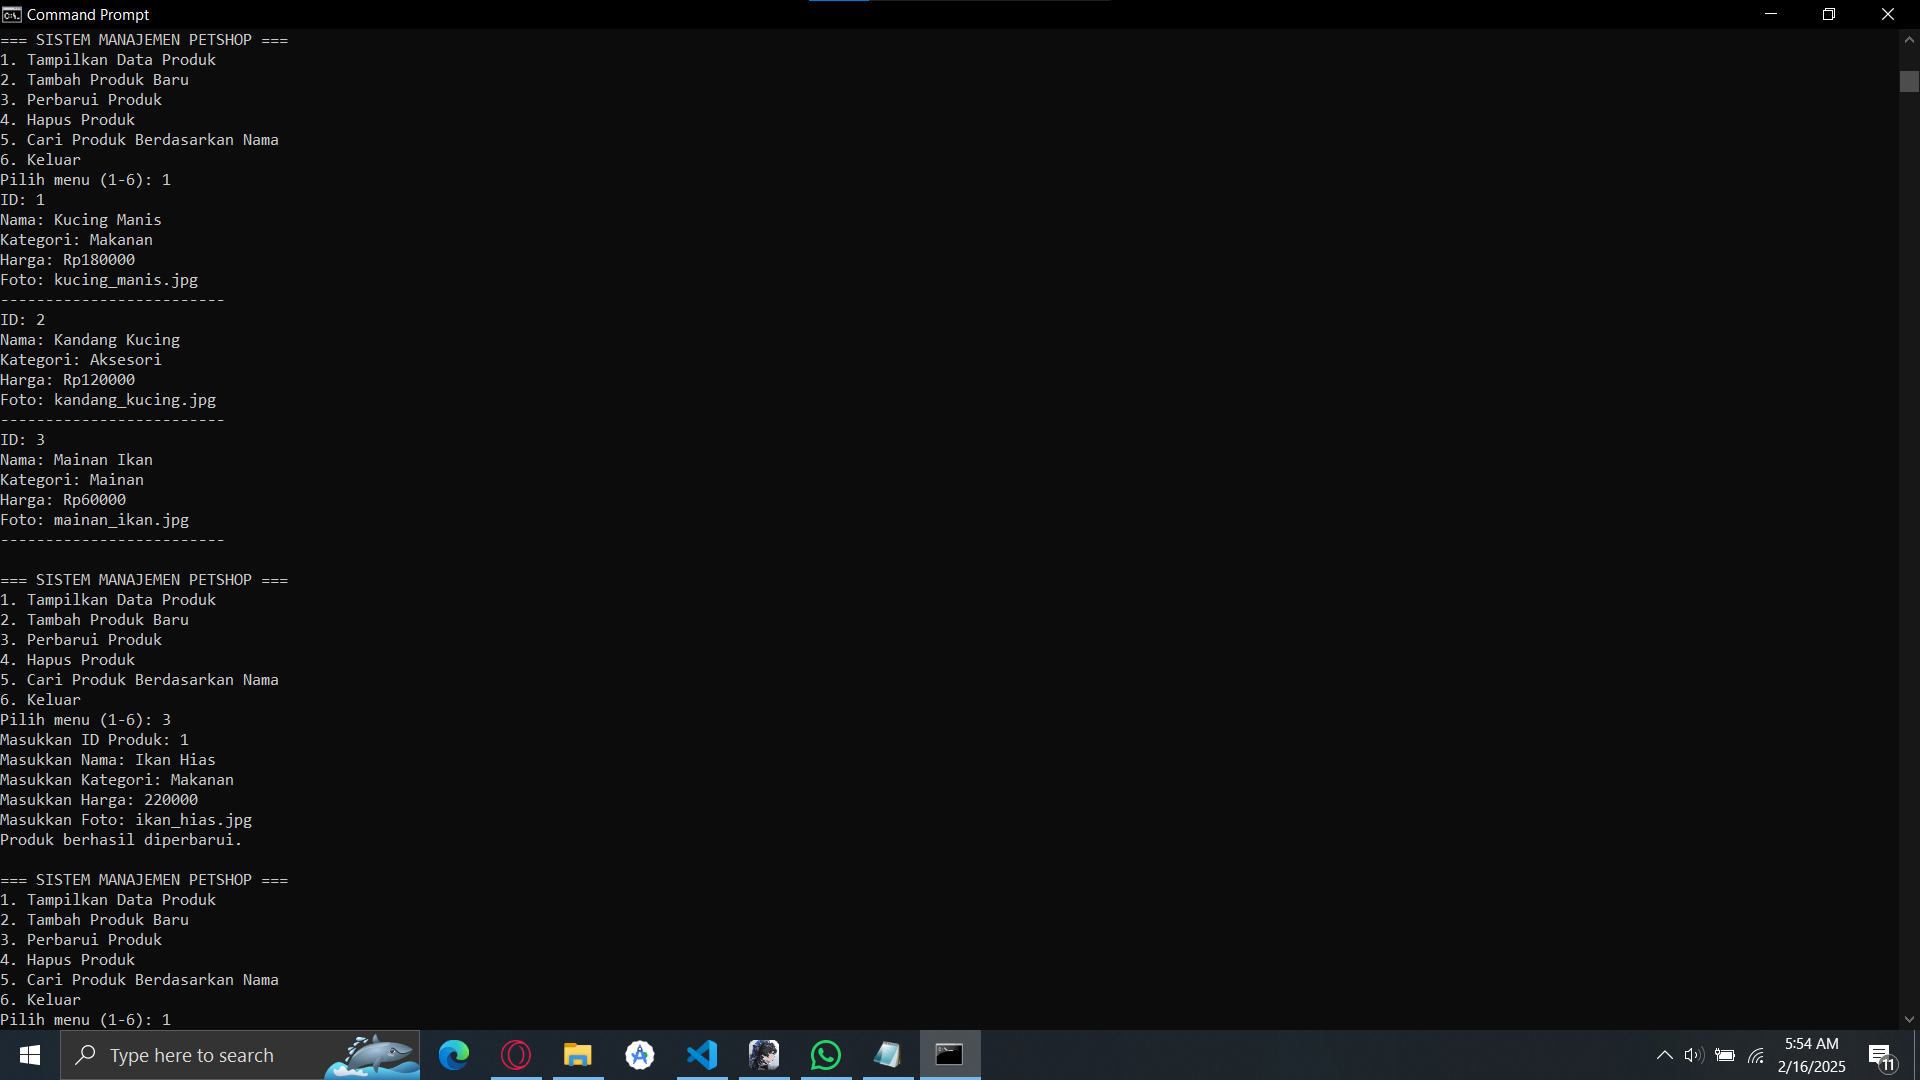 Command Prompt
=== SISTEM MANAJEMEN PETSHOP ===
1. Tampilkan Data Produk
2. Tambah Produk Baru
3. Perbarui Produk
4. Hapus Produk
5. Cari Produk Berdasarkan Nama
6. Keluar
Pilih menu (1-6): 1
ID: 1
Nama: Kucing Manis
Kategori: Makanan
Harga: Rp180000
Foto: kucing_manis.jpg
-------------------------
ID: 2
Nama: Kandang Kucing
Kategori: Aksesori
Harga: Rp120000
Foto: kandang_kucing.jpg
-------------------------
ID: 3
Nama: Mainan Ikan
Kategori: Mainan
Harga: Rp60000
Foto: mainan_ikan.jpg
-------------------------
=== SISTEM MANAJEMEN PETSHOP ===
1. Tampilkan Data Produk
2. Tambah Produk Baru
3. Perbarui Produk
4. Hapus Produk
5. Cari Produk Berdasarkan Nama
6. Keluar
Pilih menu (1-6): 3
Masukkan ID Produk: 1
Masukkan Nama: Ikan Hias
Masukkan Kategori: Makanan
Masukkan Harga: 220000
Masukkan Foto: ikan_hias.jpg
Produk berhasil diperbarui.
=== SISTEM MANAJEMEN PETSHOP ===
1. Tampilkan Data Produk
2. Tambah Produk Baru
3. Perbarui Produk
4. Hapus Produk
5. Cari Produk Berdasarkan Nama
6. Keluar
Pilih menu (1-6): 1
Type here to search
5:54 AM
2/16/2025
11